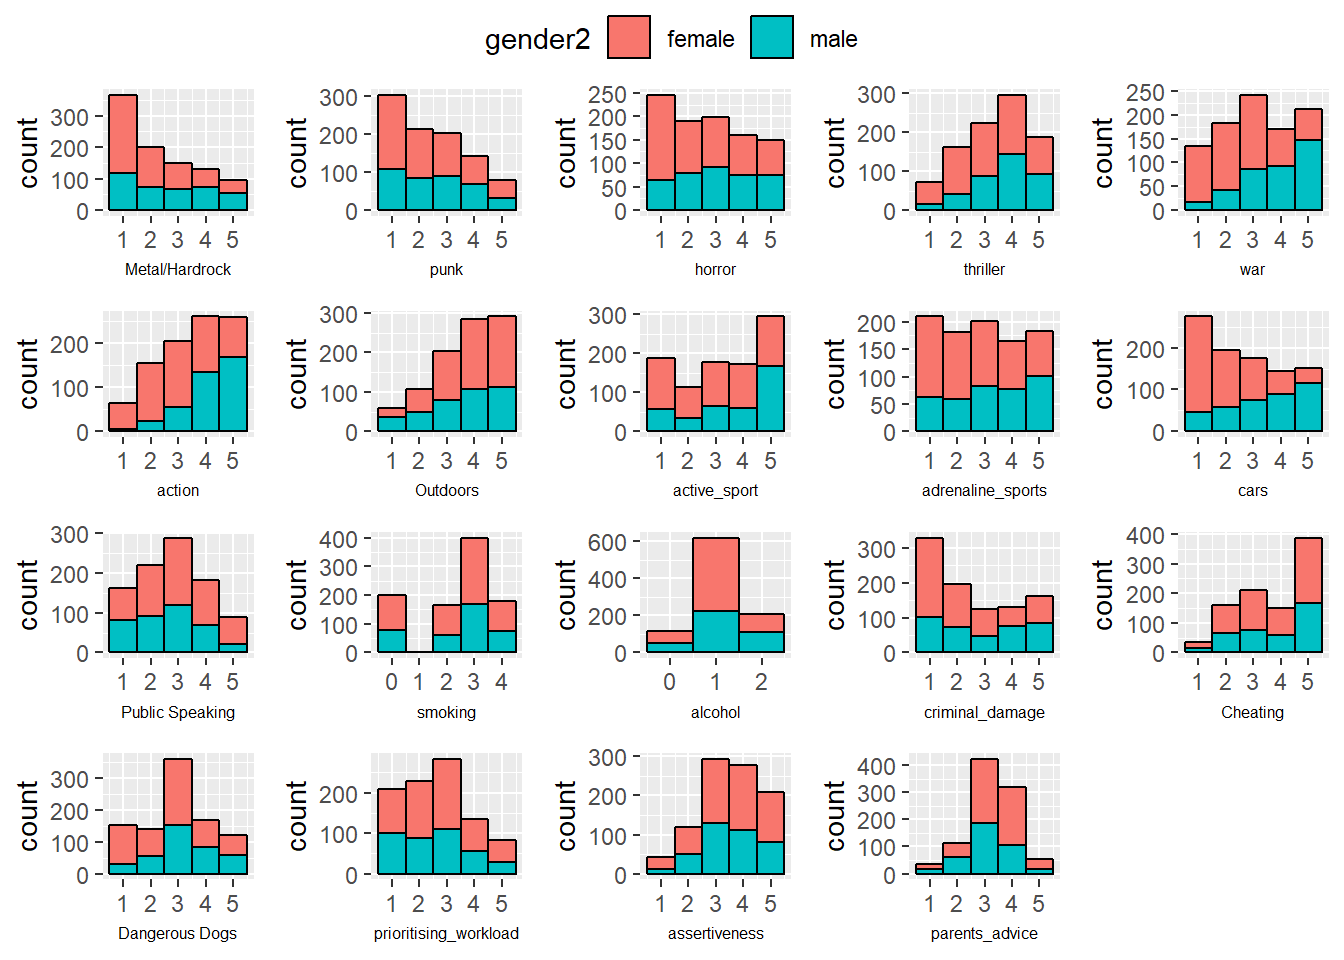 gender2 female male
count 300 200 100 0
1 2 3 4 5
Metal/Hardrock
count 300 200 100 0
1 2 3 4 5
punk
count 250 200 150 100 50 0
1 2 3 4 5
horror
count 300 200 100 0
1 2 3 4 5
thriller
count 250 200 150 100 50 0
1 2 3 4 5
war
count 200 100 0
1 2 3 4 5
action
count 300 200 100 0
1 2 3 4 5
Outdoors
count 300 200 100 0
1 2 3 4 5
active_sport
count 200 150 100 50 0
1 2 3 4 5
adrenaline_sports
count 200 100 0
1 2 3 4 5
cars
count 300 200 100 0
1 2 3 4 5
Public Speaking
count 400 300 200 100 0
0 1 2 3 4
smoking
count 600 400 200 0
0 1 2
alcohol
count 300 200 100 0
1 2 3 4 5
criminal_damage
count 400 300 200 100 0
1 2 3 4 5
Cheating
count 300 200 100 0
1 2 3 4 5
Dangerous Dogs
count 200 100 0
1 2 3 4 5
prioritising_workload
count 300 200 100 0
1 2 3 4 5
assertiveness
count 400 300 200 100 0
1 2 3 4 5
parents_advice